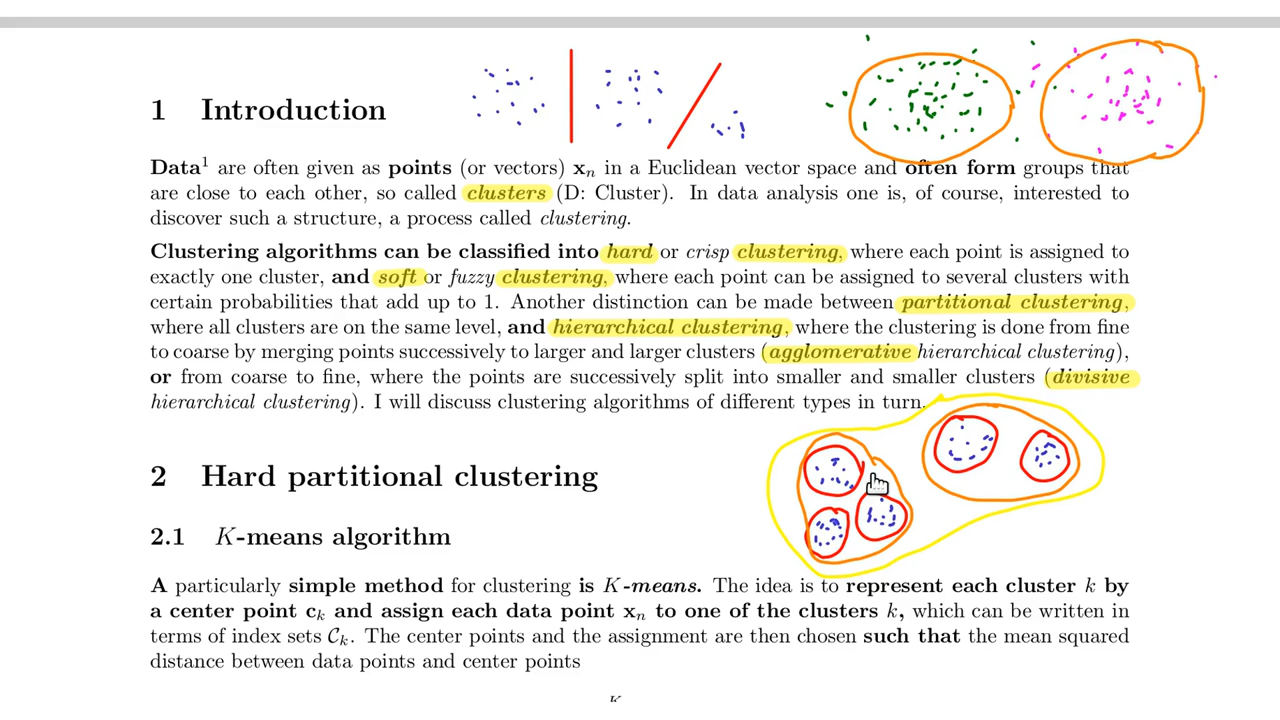 1 Introduction
Data¹ are often given as points (or vectors) xₙ in a Euclidean vector space and often form groups that
are close to each other, so called clusters (D: Cluster). In data analysis one is, of course, interested to
discover such a structure, a process called clustering.
Clustering algorithms can be classified into hard or crisp clustering, where each point is assigned to
exactly one cluster, and soft or fuzzy clustering, where each point can be assigned to several clusters with
certain probabilities that add up to 1. Another distinction can be made between partitional clustering,
where all clusters are on the same level, and hierarchical clustering, where the clustering is done from fine
to coarse by merging points successively to larger and larger clusters (agglomerative hierarchical clustering),
or from coarse to fine, where the points are successively split into smaller and smaller clusters (divisive
hierarchical clustering). I will discuss clustering algorithms of different types in turn.
2 Hard partitional clustering
2.1 K-means algorithm
A particularly simple method for clustering is K-means. The idea is to represent each cluster k by
a center point cₖ and assign each data point xₙ to one of the clusters k, which can be written in
terms of index sets 𝒞ₖ. The center points and the assignment are then chosen such that the mean squared
distance between data points and center points